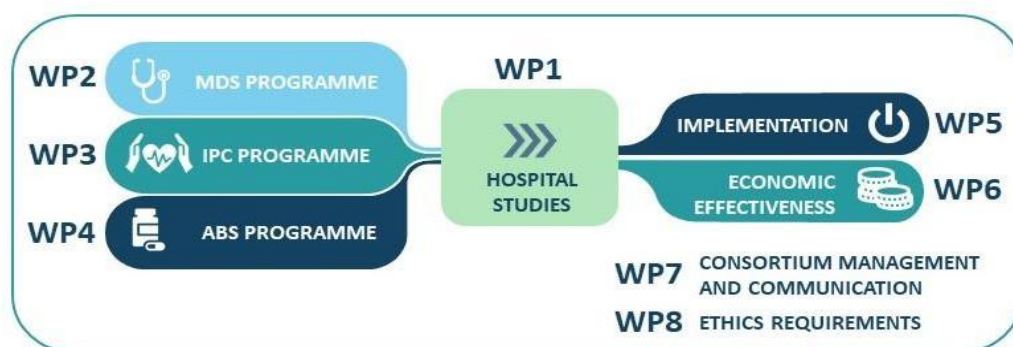 WP2
MDS PROGRAMME
WP3
IPC PROGRAMME
WP4
ABS PROGRAMME
WP1
HOSPITAL
STUDIES
IMPLEMENTATION
WP5
ECONOMIC
EFFECTIVENESS
WP6
WP7
CONSORTIUM MANAGEMENT
AND COMMUNICATION
WP8
ETHICS REQUIREMENTS